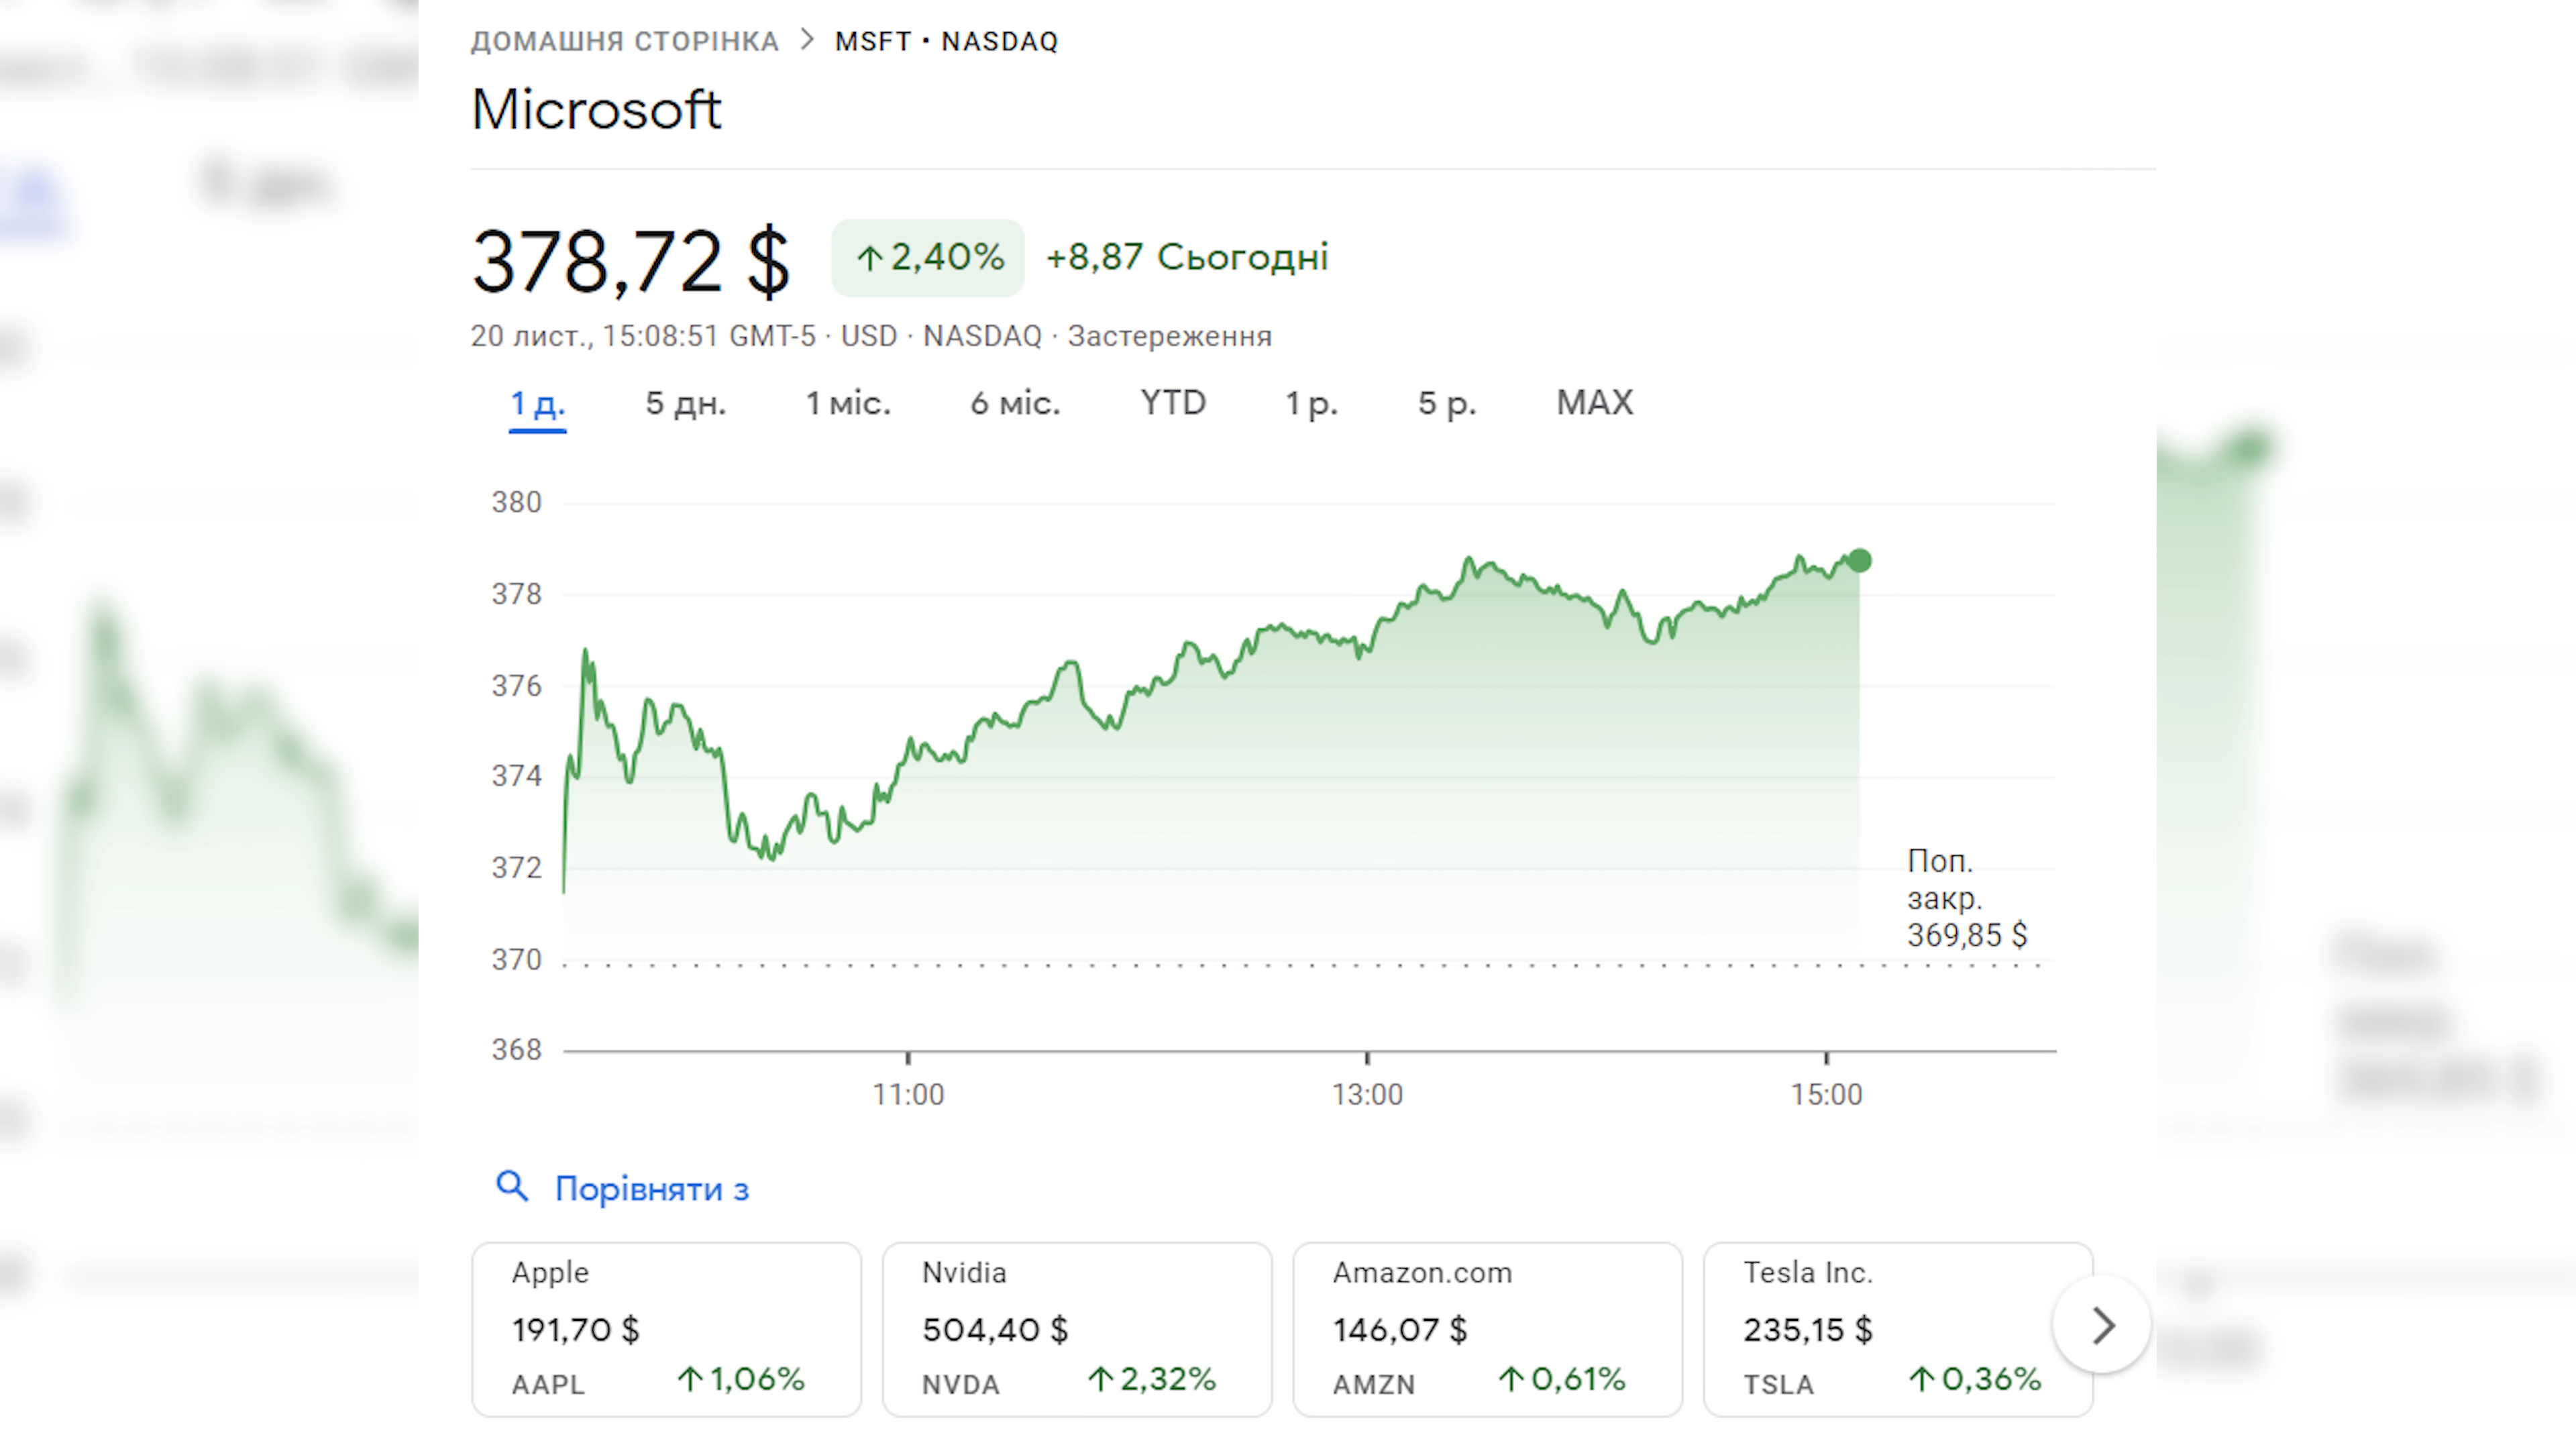 ДОМАШНЯ СТОРІНКА > MSFT • NASDAQ
Microsoft
378,72 $ ↑2,40% +8,87 Сьогодні
20 лист., 15:08:51 GMT-5 · USD · NASDAQ · Застереження
1 д. 5 дн. 1 міс. 6 міс. YTD 1 р. 5 р. MAX
380
378
376
374
372
370
368
Поп.
закр.
369,85 $
11:00 13:00 15:00
Порівняти з
Apple
191,70 $
AAPL ↑1,06%
Nvidia
504,40 $
NVDA ↑2,32%
Amazon.com
146,07 $
AMZN ↑0,61%
Tesla Inc.
235,15 $
TSLA ↑0,36%